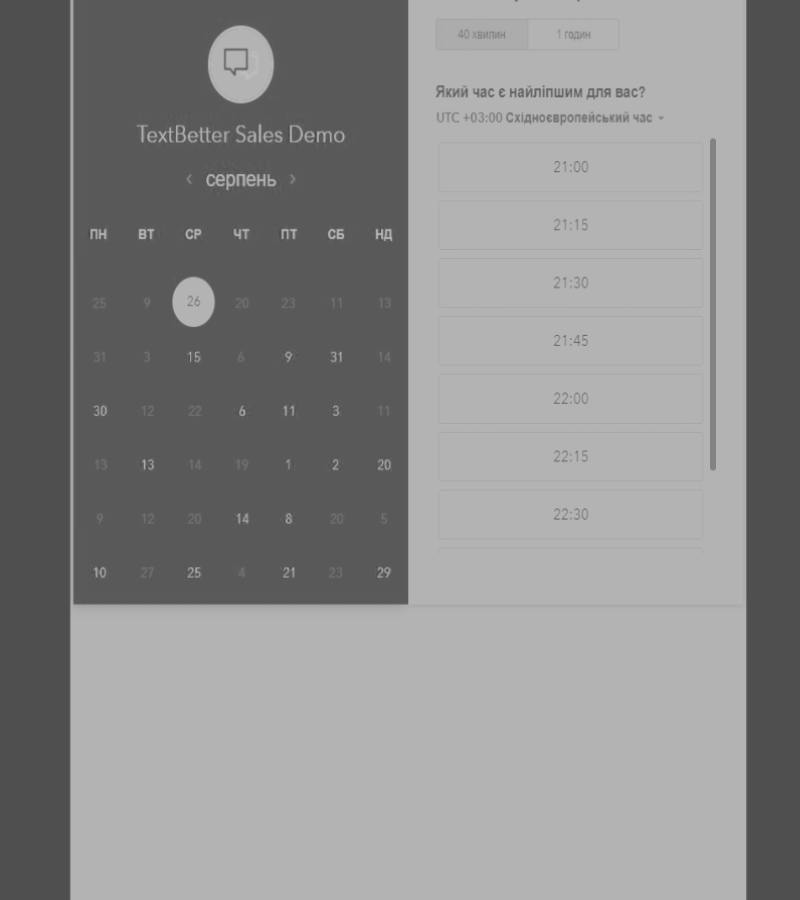 TextBetter Sales Demo
‹ серпень ›
ПН ВТ СР ЧТ ПТ СБ НД
25 9 26 20 23 11 13
31 3 15 6 9 31 14
30 12 22 6 11 3 11
13 13 14 19 1 2 20
9 12 20 14 8 20 5
10 27 25 4 21 23 29
40 хвилин 1 годин
Який час є найліпшим для вас?
UTC +03:00 Східноєвропейський час
21:00
21:15
21:30
21:45
22:00
22:15
22:30